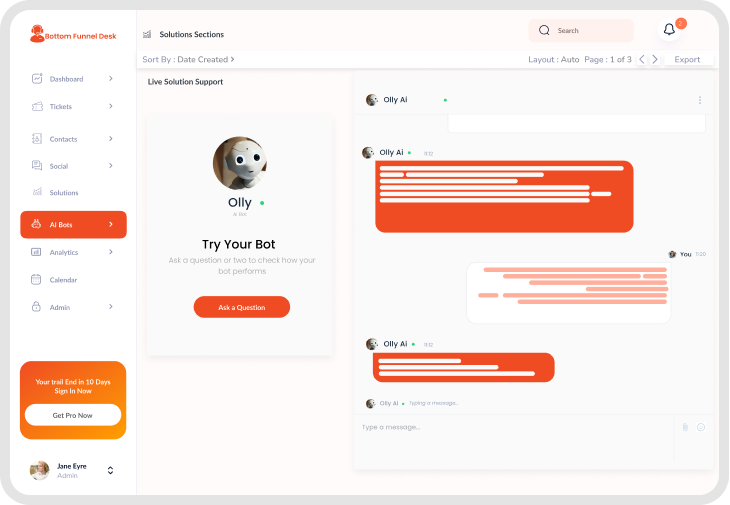 Bottom Funnel Desk
Solutions Sections
Search
2
Sort By : Date Created >
Layout : Auto Page : 1 of 3
Export
Dashboard
Tickets
Contacts
Social
Solutions
AI Bots
Analytics
Calendar
Admin
Your trail End in 10 Days
Sign In Now
Get Pro Now
Jane Eyre
Admin
Live Solution Support
Olly
AI Bot
Try Your Bot
Ask a question or two to check how your
bot performs
Ask a Question
Olly Ai
Olly Ai 11:12
You 11:20
Olly Ai 11:12
Olly Ai Typing a message...
Type a message...